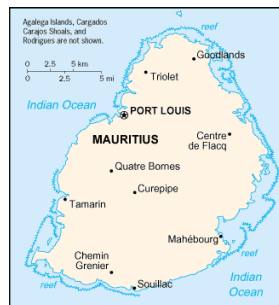 Agalega Islands, Cargados
Carajos Shoals, and
Rodrigues are not shown.
0 2.5 5 km
0 2.5 5 mi
reef
Goodlands
Triolet
Indian Ocean
PORT LOUIS
MAURITIUS
Centre
de Flacq
Quatre Bornes
Curepipe
Tamarin
Mahébourg
reef
Chemin
Grenier
reef
Souillac
Indian
Ocean